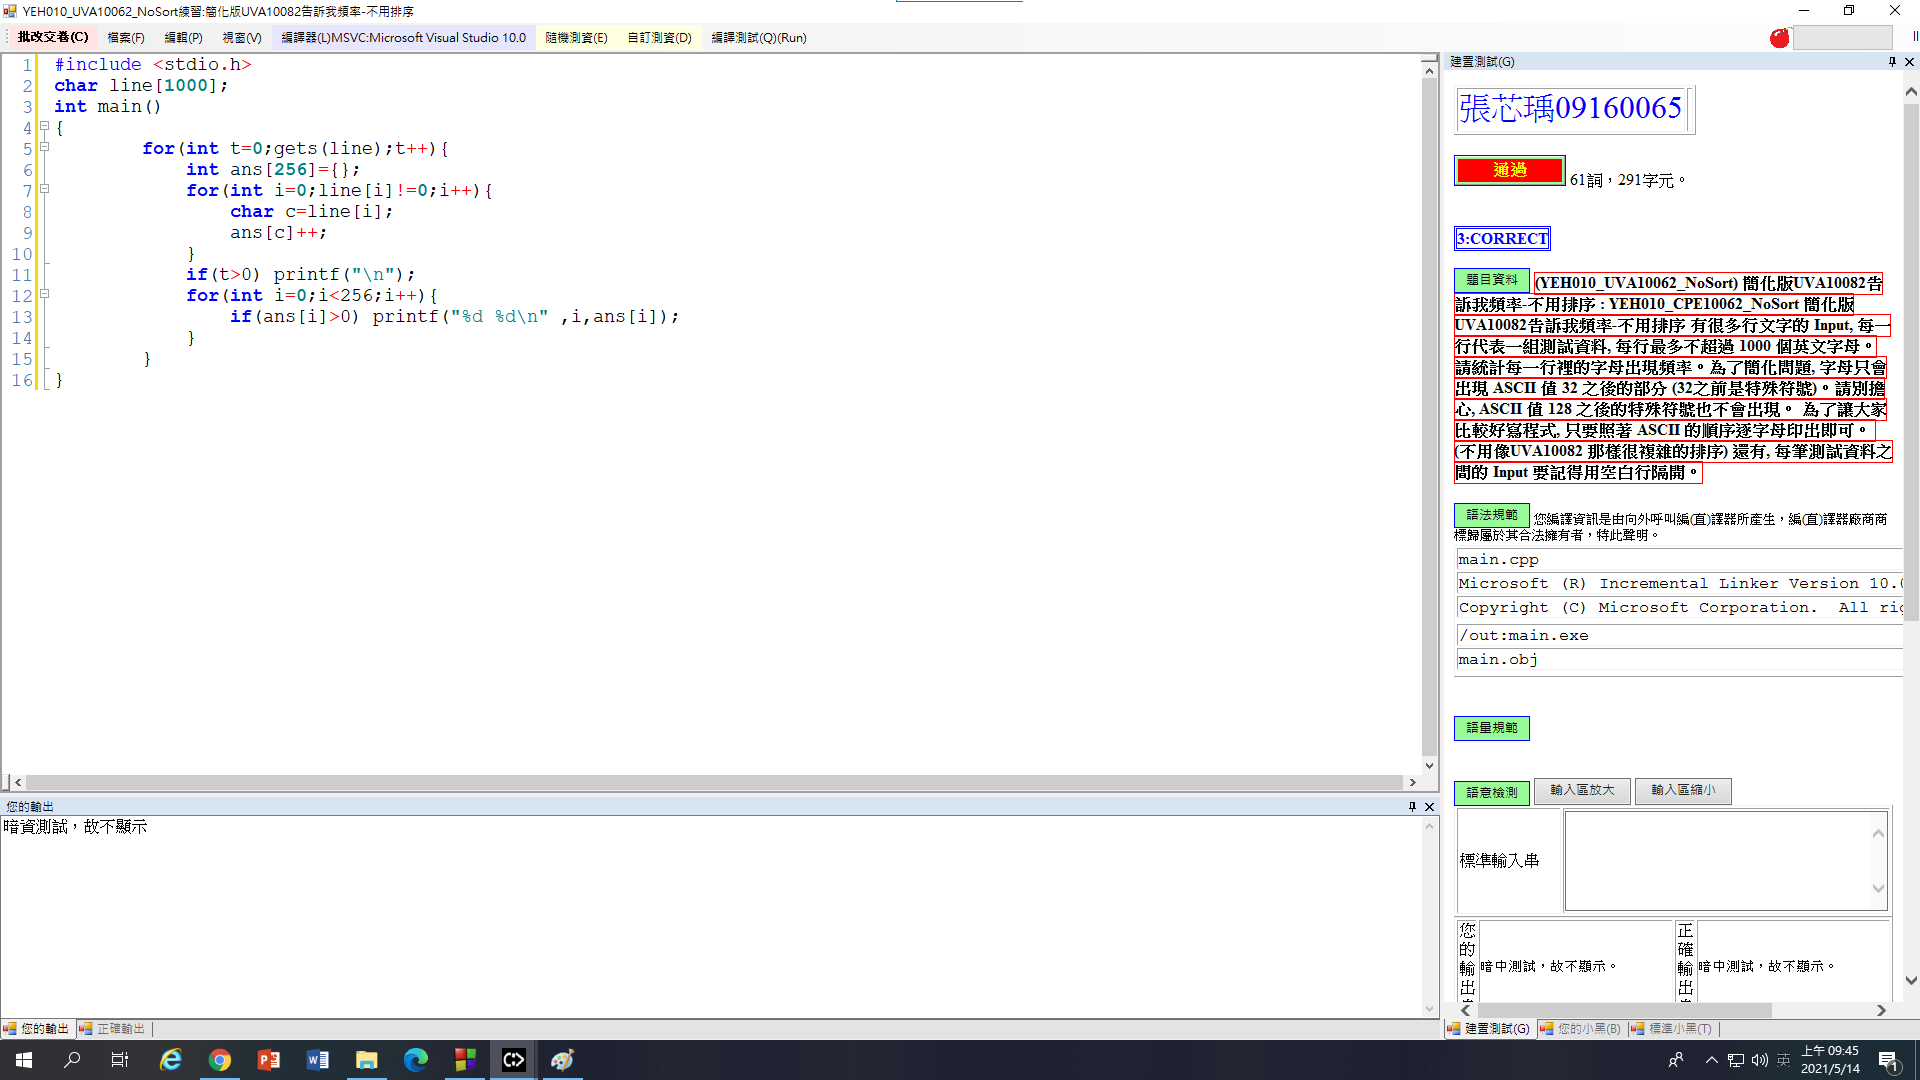 YEH010_UVA10062_NoSort練習:簡化版UVA10082告訴我頻率-不用排序
批改交卷(C) 檔案(F) 編輯(P) 視窗(V) 編譯器(L)MSVC:Microsoft Visual Studio 10.0 隨機測資(E) 自訂測資(D) 編譯測試(Q)(Run)
1 #include <stdio.h>
2 char line[1000];
3 int main()
4 {
5 for(int t=0;gets(line);t++){
6 int ans[256]={};
7 for(int i=0;line[i]!=0;i++){
8 char c=line[i];
9 ans[c]++;
10 }
11 if(t>0) printf("\n");
12 for(int i=0;i<256;i++){
13 if(ans[i]>0) printf("%d %d\n" ,i,ans[i]);
14 }
15 }
16 }
您的輸出
暗資測試，故不顯示
您的輸出 正確輸出
建置測試(G)
張芯瑀09160065
通過 61詞，291字元。
3:CORRECT
題目資料 (YEH010_UVA10062_NoSort) 簡化版UVA10082告
訴我頻率-不用排序 : YEH010_CPE10062_NoSort 簡化版
UVA10082告訴我頻率-不用排序 有很多行文字的 Input, 每一
行代表一組測試資料, 每行最多不超過 1000 個英文字母。
請統計每一行裡的字母出現頻率。為了簡化問題, 字母只會
出現 ASCII 值 32 之後的部分 (32之前是特殊符號)。請別擔
心, ASCII 值 128 之後的特殊符號也不會出現。 為了讓大家
比較好寫程式, 只要照著 ASCII 的順序逐字母印出即可。
(不用像UVA10082 那樣很複雜的排序) 還有, 每筆測試資料之
間的 Input 要記得用空白行隔開。
語法規範 您編譯資訊是由向外呼叫編(直)譯器所產生，編(直)譯器廠商商
標歸屬於其合法擁有者，特此聲明。
main.cpp
Microsoft (R) Incremental Linker Version 10.0
Copyright (C) Microsoft Corporation. All rig
/out:main.exe
main.obj
語量規範
語意檢測 輸入區放大 輸入區縮小
標準輸入串
您的輸出 暗中測試，故不顯示。 正確輸出 暗中測試，故不顯示。
建置測試(G) 您的小黑(B) 標準小黑(T)
英 上午 09:45
2021/5/14
1